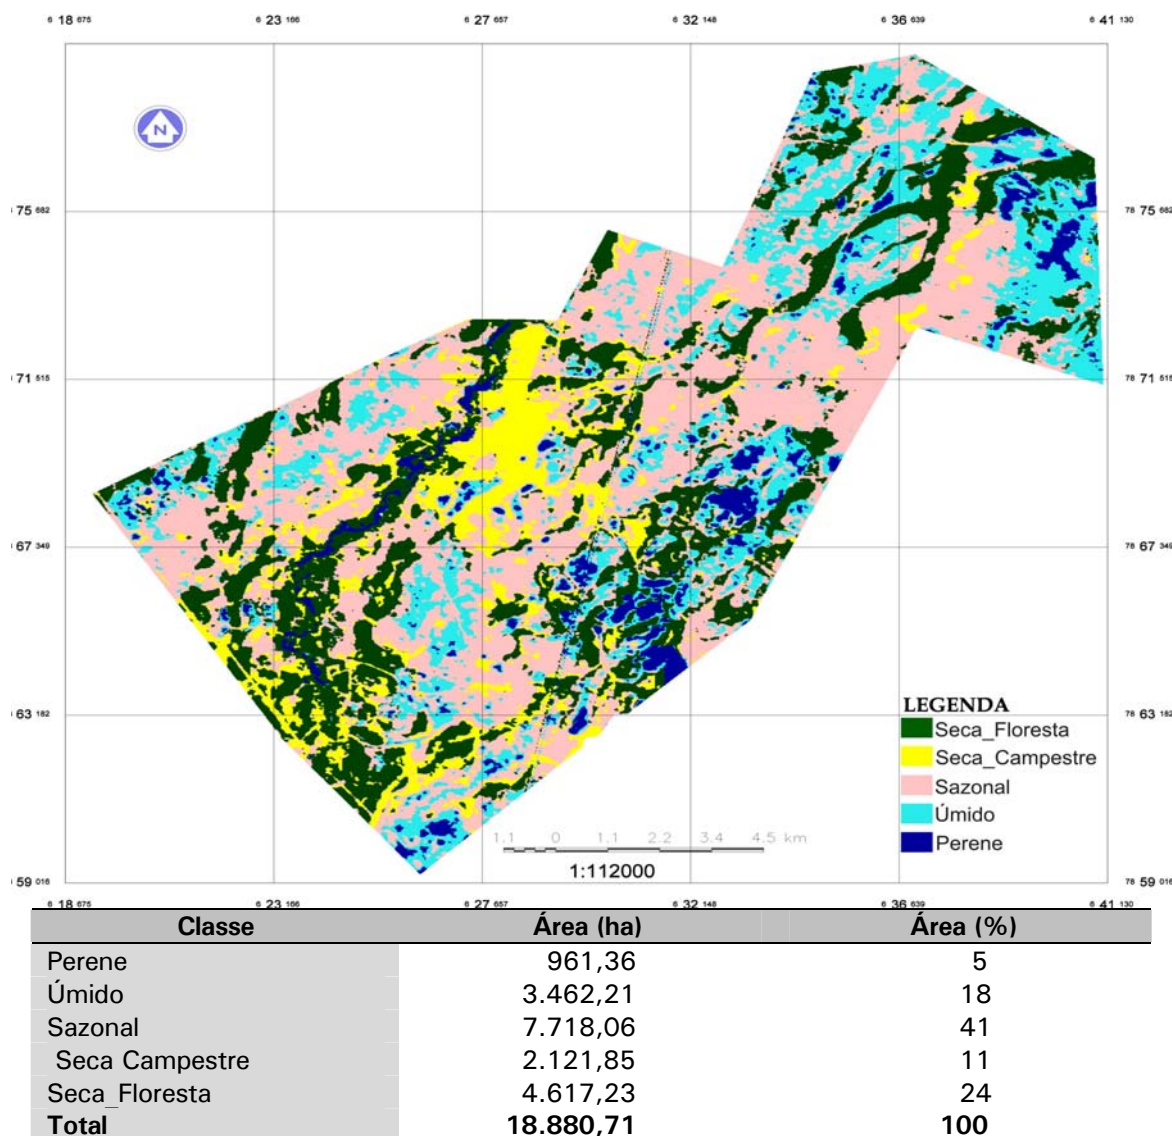 6 18 675 6 23 166 6 27 657 6 32 148 6 36 639 6 41 130
N
75 682 78 75 682
71 515 78 71 515
67 349 78 67 349
63 182 78 63 182
59 016 78 59 016
LEGENDA
Seca_Floresta
Seca_Campestre
Sazonal
Úmido
Perene
1.1 0 1.1 2.2 3.4 4.5 km
1:112000
6 18 675 6 23 166 6 27 657 6 32 148 6 36 639 6 41 130
Classe Área (ha) Área (%)
Perene 961,36 5
Úmido 3.462,21 18
Sazonal 7.718,06 41
Seca Campestre 2.121,85 11
Seca_Floresta 4.617,23 24
Total 18.880,71 100